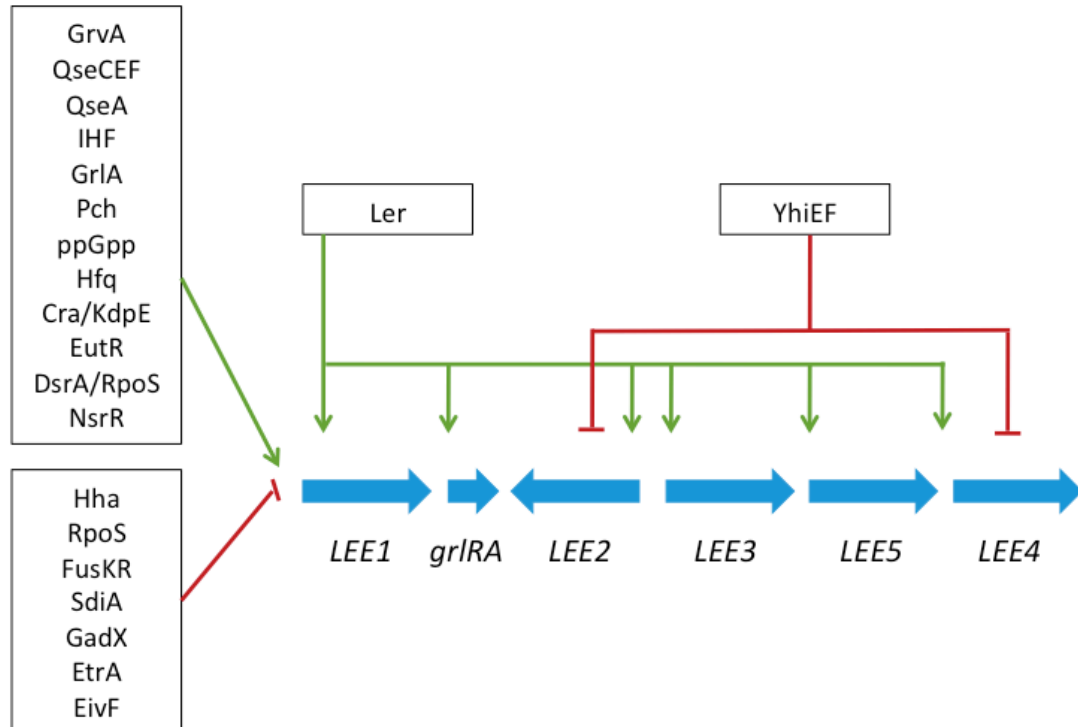 GrvA
QseCEF
QseA
IHF
GrlA
Pch
ppGpp
Hfq
Cra/KdpE
EutR
DsrA/RpoS
NsrR
Ler
YhiEF
Hha
RpoS
FusKR
SdiA
GadX
EtrA
EivF
LEE1 grlRA LEE2 LEE3 LEE5 LEE4